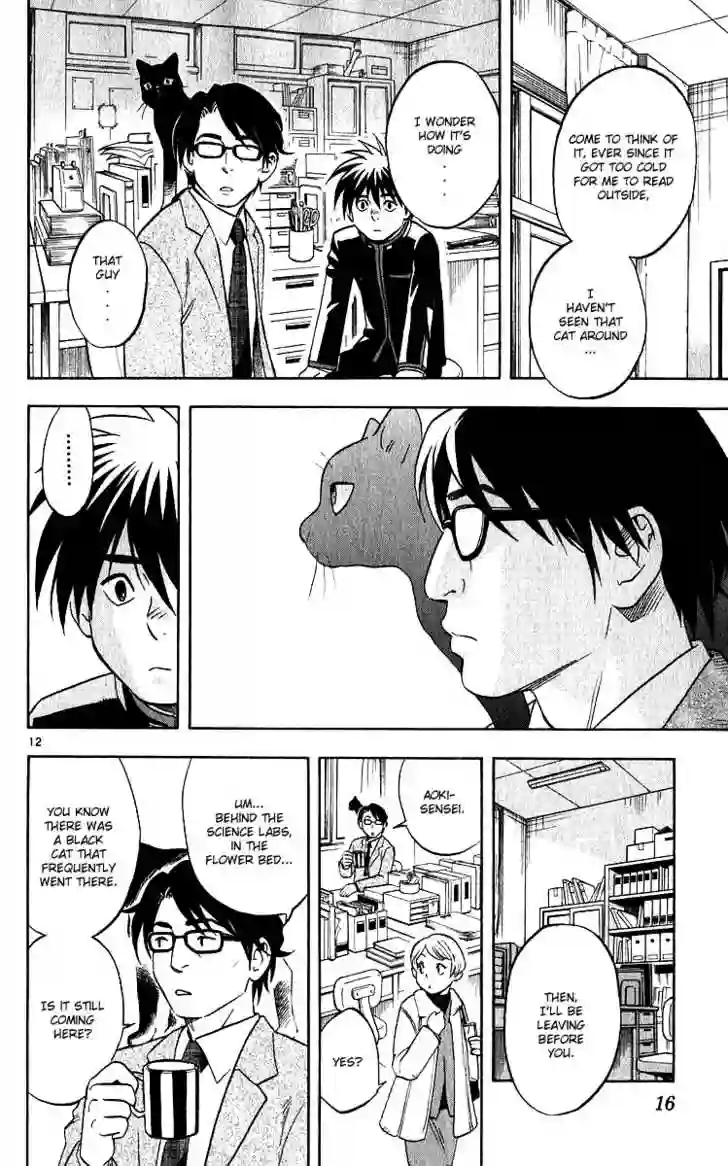 COME TO THINK OF
IT, EVER SINCE IT
GOT TOO COLD
FOR ME TO READ
OUTSIDE,
I
HAVEN'T
SEEN THAT
CAT AROUND
...
I WONDER
HOW IT'S
DOING
...
THAT
GUY
...
.........
12
THEN,
I'LL BE
LEAVING
BEFORE
YOU.
AOKI-
SENSEI.
YES?
UM...
BEHIND THE
SCIENCE LABS,
IN THE
FLOWER BED...
YOU KNOW
THERE WAS
A BLACK
CAT THAT
FREQUENTLY
WENT THERE.
IS IT STILL
COMING
HERE?
16